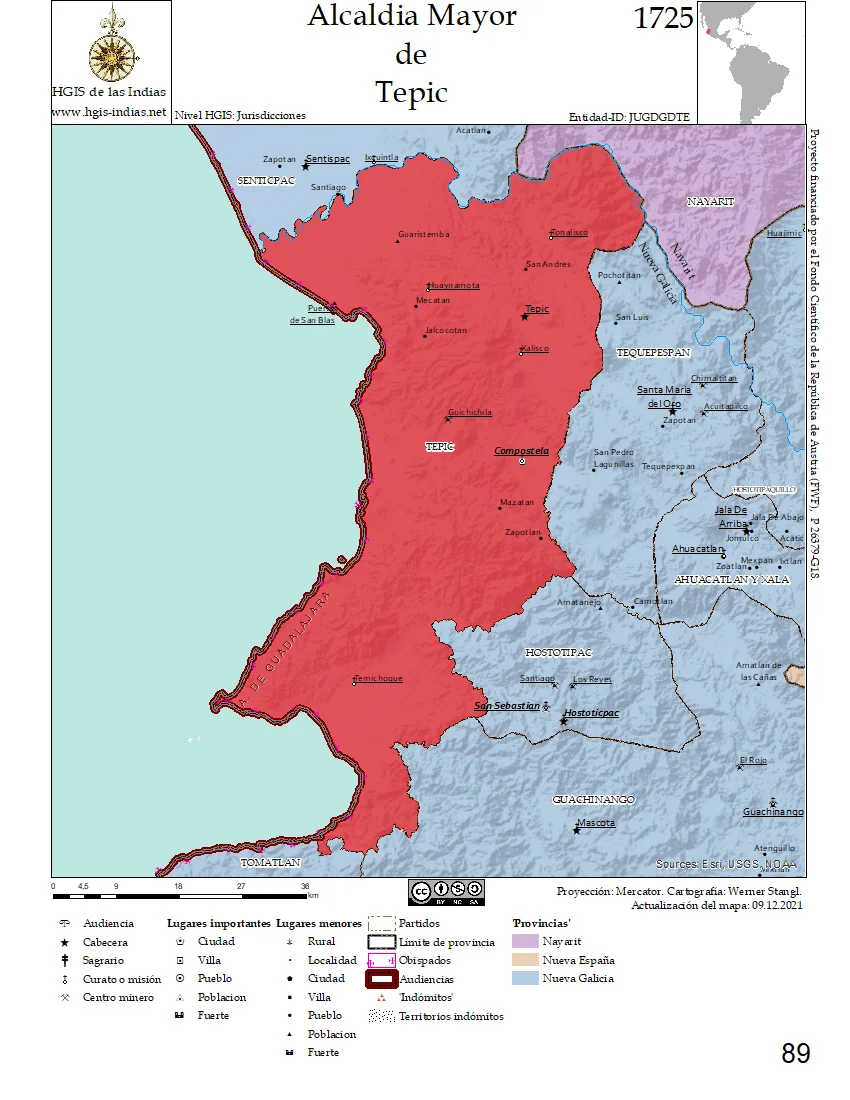 Alcaldia Mayor
de
Tepic
1725
HGIS de las Indias
www.hgis-indias.net
Nivel HGIS: Jurisdicciones
Entidad-ID: JUGDGDTE
Proyecto financiado por el Fondo Científico de la República de Austria (FWF), P 26379-G18.
Acatlan
Zapotan
Sentispac
Ixcuintla
SENTICPAC
Santiago
NAYARIT
Huajimic
Guaristemba
Tonalisco
San Andres
Pochotitan
Nayarit
Nueva Galicia
Huaynamota
Mecatan
Puerto
de San Blas
Tepic
San Luis
Jalcocotan
Xalisco
TEQUEPESPAN
Chimaltitan
Santa Maria
del Oro
Acuitapilco
Guichichila
Zapotan
TEPIC
Compostela
San Pedro
Lagunillas
Tequepexpan
HOSTOTIPAQUILLO
Mazatan
Jala De
Arriba
Jala De Abajo
Zapotlan
Jomulco
Acatic
Ahuacatlan
Mexpan
Ixtlan
Zoatlan
AHUACATLAN Y XALA
Amatanejo
Camotlan
A. DE GUADALAJARA
HOSTOTIPAC
Amatlan de
las Cañas
Temichoque
Santiago
Los Reyes
San Sebastian
Hostoticpac
El Rojo
GUACHINANGO
Guachinango
Mascota
Atenguillo
TOMATLAN
Sources: Esri, USGS, NOAA
0 4,5 9 18 27 36
km
CC BY NC SA
Proyección: Mercator. Cartografía: Werner Stangl.
Actualización del mapa: 09.12.2021
Audiencia
Cabecera
Sagrario
Curato o misión
Centro minero
Lugares importantes
Ciudad
Villa
Pueblo
Poblacion
Fuerte
Lugares menores
Rural
Localidad
Ciudad
Villa
Pueblo
Poblacion
Fuerte
Partidos
Límite de provincia
Obispados
Audiencias
'Indómitos'
Territorios indómitos
'Provincias'
Nayarit
Nueva España
Nueva Galicia
89